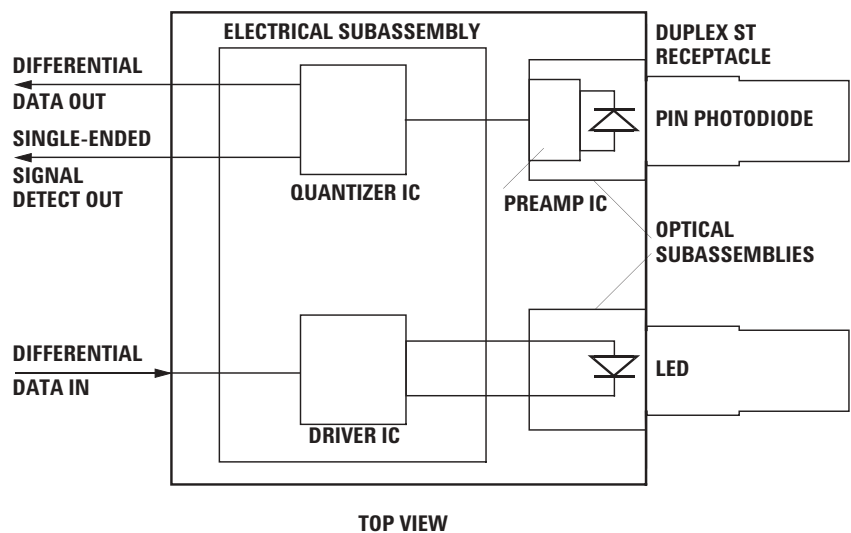 ELECTRICAL SUBASSEMBLY
DUPLEX ST
RECEPTACLE
DIFFERENTIAL
DATA OUT
SINGLE-ENDED
SIGNAL
DETECT OUT
QUANTIZER IC
PREAMP IC
PIN PHOTODIODE
OPTICAL
SUBASSEMBLIES
DIFFERENTIAL
DATA IN
DRIVER IC
LED
TOP VIEW